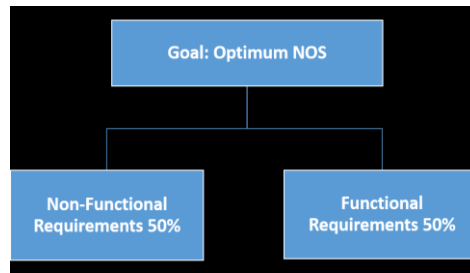 Goal: Optimum NOS
Non-Functional
Requirements 50%
Functional
Requirements 50%